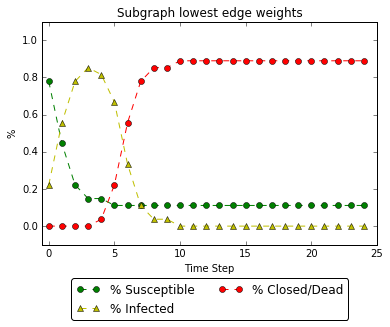 Subgraph lowest edge weights
1.0
0.8
0.6
0.4
0.2
0.0
%
0 5 10 15 20 25
Time Step
% Susceptible % Closed/Dead
% Infected